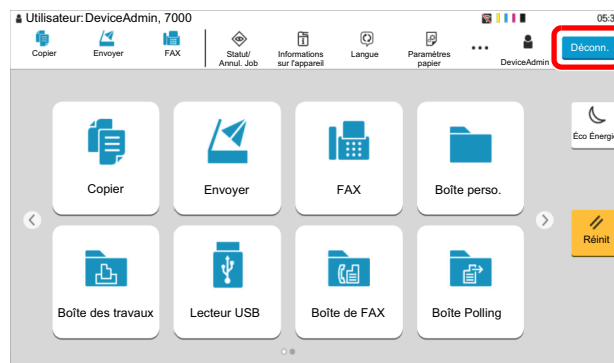 Utilisateur: DeviceAdmin, 7000
Copier
Envoyer
FAX
Statut/
Annul. Job
Informations
sur l'appareil
Langue
Paramètres
papier
DeviceAdmin
Déconn.
Copier
Envoyer
FAX
Boîte perso.
Éco Énergi
Réinit
Boîte des travaux
Lecteur USB
Boîte de FAX
Boîte Polling